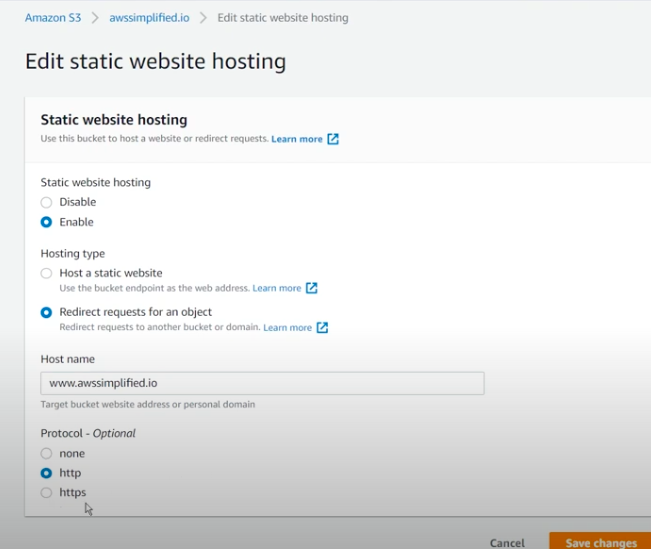 Amazon S3 > awssimplified.io > Edit static website hosting
Edit static website hosting
Static website hosting
Use this bucket to host a website or redirect requests. Learn more
Static website hosting
Disable
Enable
Hosting type
Host a static website
Use the bucket endpoint as the web address. Learn more
Redirect requests for an object
Redirect requests to another bucket or domain. Learn more
Host name
www.awssimplified.io
Target bucket website address or personal domain
Protocol - Optional
none
http
https
Cancel Save changes